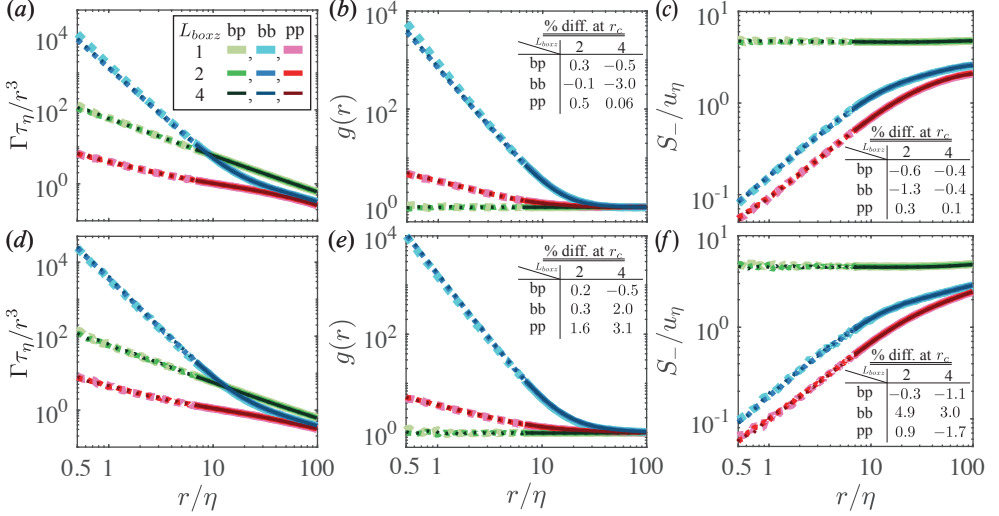 (a)
L_boxz bp bb pp
1 , ,
2 , ,
4 , ,
Γτ_η/r^3
10^4
10^2
10^0
(b)
% diff. at r_c
L_boxz 2 4
bp 0.3 −0.5
bb −0.1 −3.0
pp 0.5 0.06
g(r)
10^4
10^2
10^0
(c)
S_−/u_η
10^1
10^0
10^-1
% diff. at r_c
L_boxz 2 4
bp −0.6 −0.4
bb −1.3 −0.4
pp 0.3 0.1
(d)
Γτ_η/r^3
10^4
10^2
10^0
0.5 1 10 100
r/η
(e)
% diff. at r_c
L_boxz 2 4
bp 0.2 −0.5
bb 0.3 2.0
pp 1.6 3.1
g(r)
10^4
10^2
10^0
0.5 1 10 100
r/η
(f)
S_−/u_η
10^1
10^0
10^-1
% diff. at r_c
L_boxz 2 4
bp −0.3 −1.1
bb 4.9 3.0
pp 0.9 −1.7
0.5 1 10 100
r/η